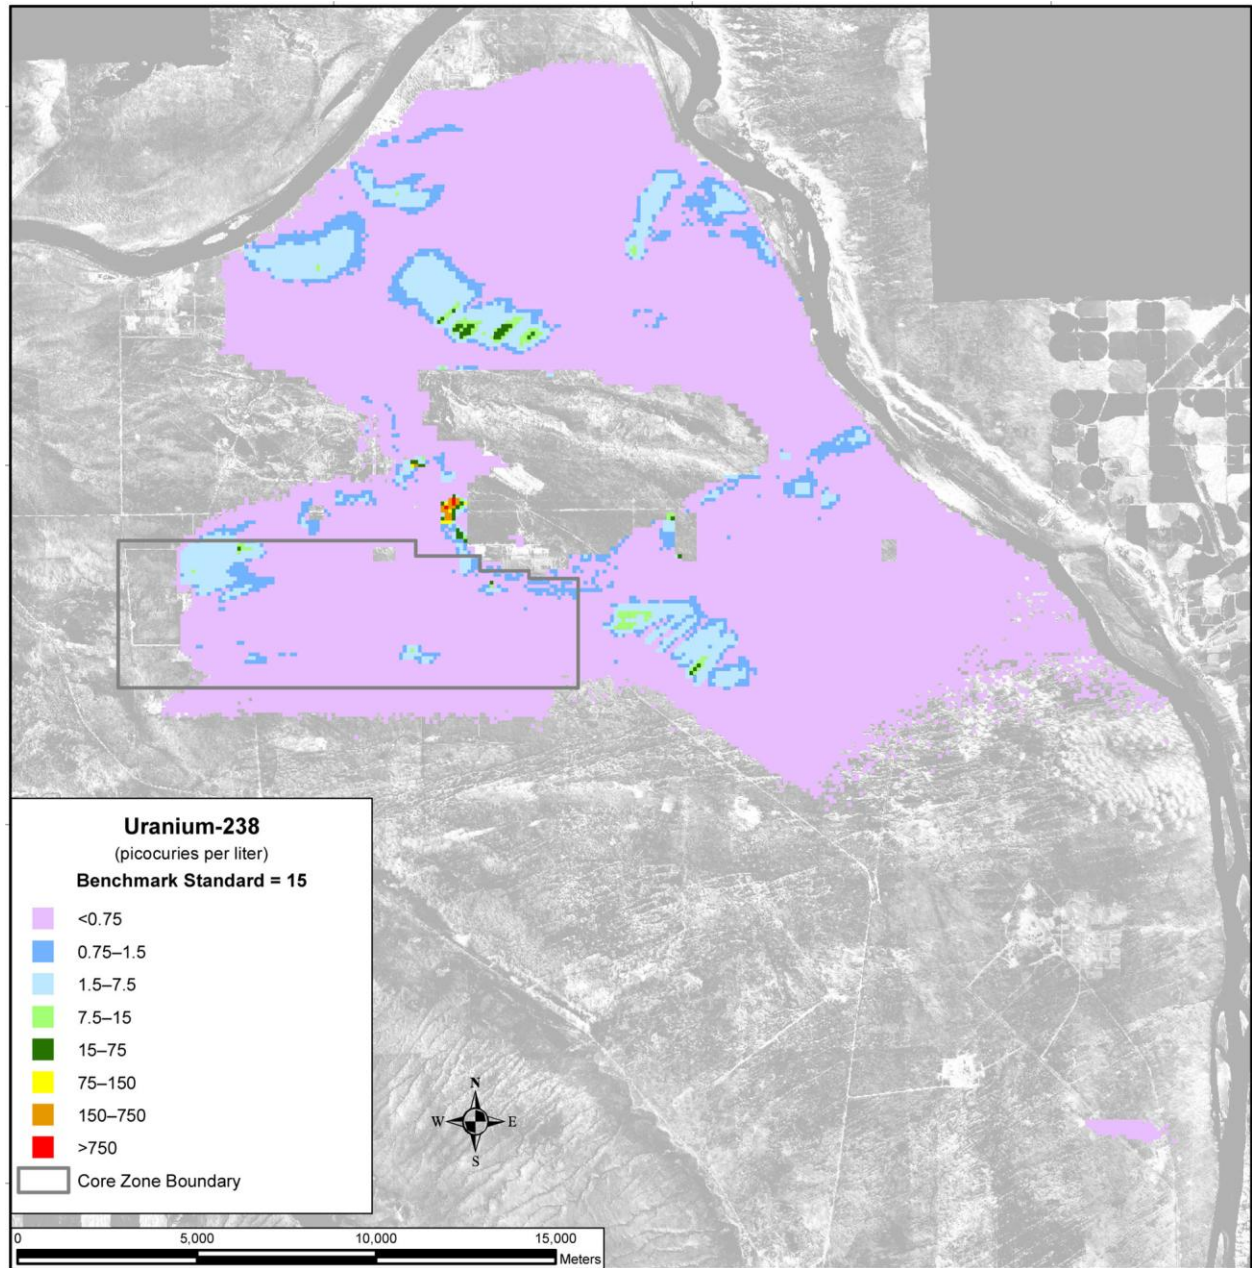 Uranium-238
(picocuries per liter)
Benchmark Standard = 15
<0.75
0.75–1.5
1.5–7.5
7.5–15
15–75
75–150
150–750
>750
Core Zone Boundary
N
W E
S
0 5,000 10,000 15,000
Meters